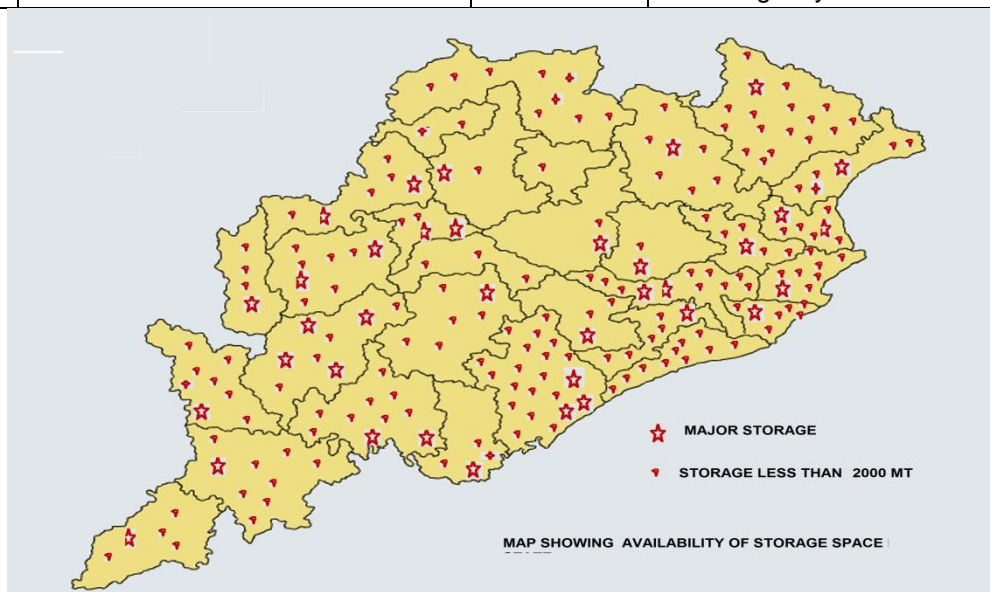 MAJOR STORAGE
STORAGE LESS THAN 2000 MT
MAP SHOWING AVAILABILITY OF STORAGE SPACE